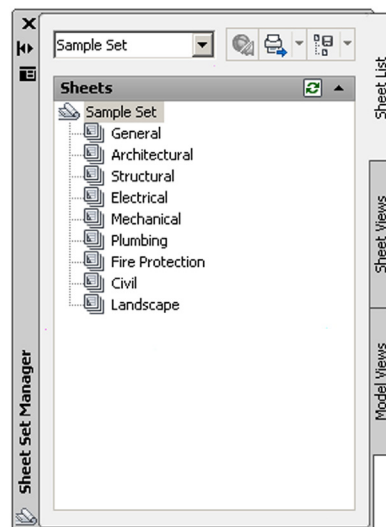 Sample Set
Sheets
Sample Set
General
Architectural
Structural
Electrical
Mechanical
Plumbing
Fire Protection
Civil
Landscape
Sheet List
Sheet Views
Model Views
Sheet Set Manager